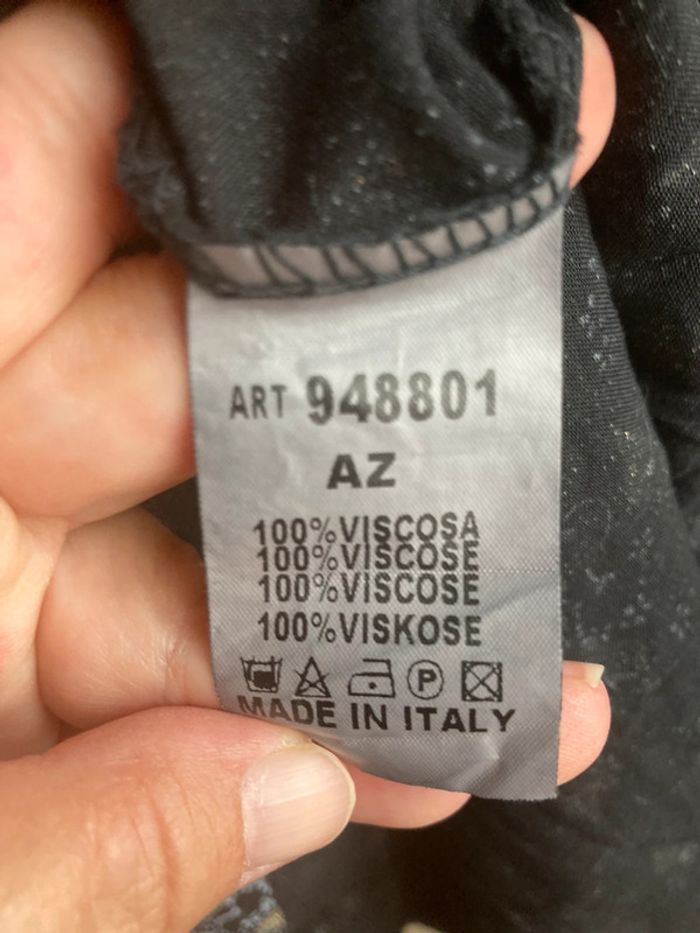 ART 948801
AZ
100%VISCOSA
100%VISCOSE
100%VISCOSE
100%VISKOSE
P
MADE IN ITALY